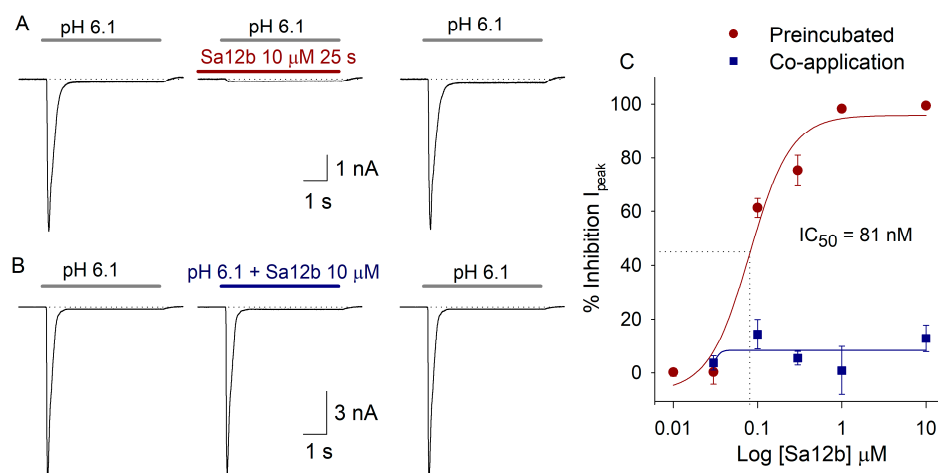 A
pH 6.1
pH 6.1
pH 6.1
Sa12b 10 μM 25 s
1 nA
1 s
B
pH 6.1
pH 6.1 + Sa12b 10 μM
pH 6.1
3 nA
1 s
C
Preincubated
Co-application
% Inhibition Ipeak
100
80
60
40
20
0
IC50 = 81 nM
0.01
0.1
1
10
Log [Sa12b] μM